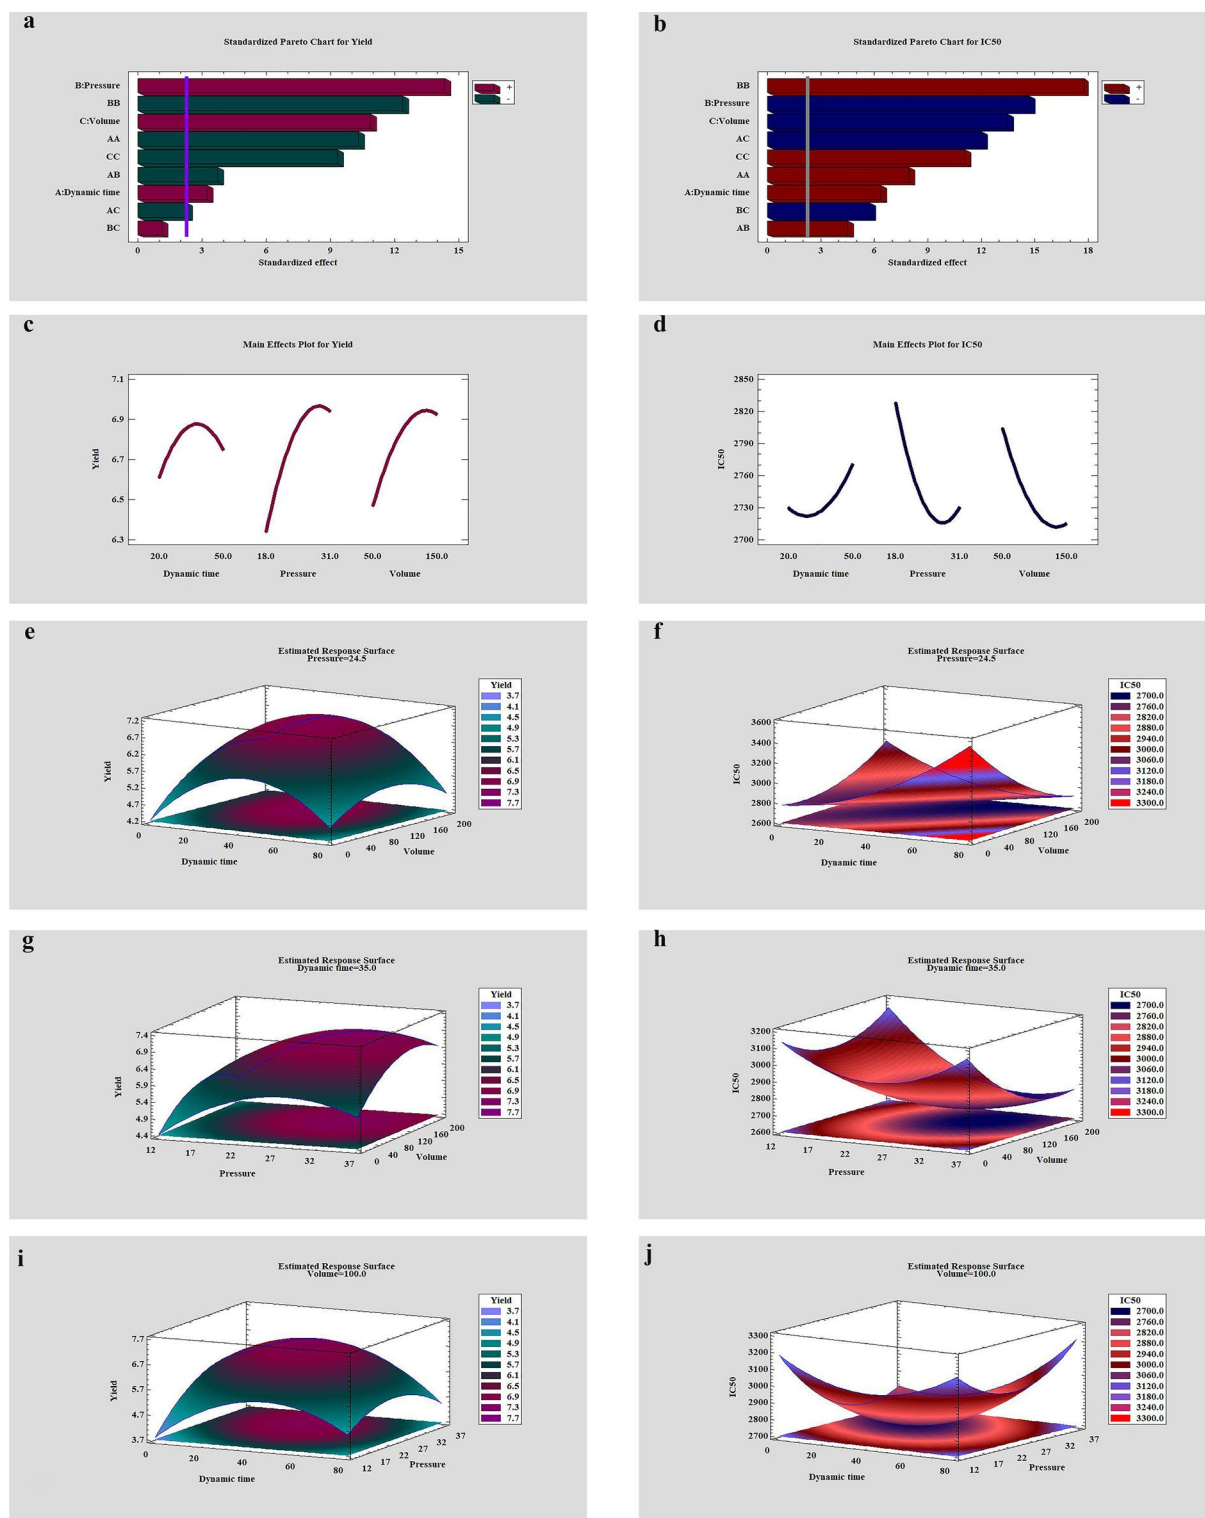 a
Standardized Pareto Chart for Yield
B:Pressure
BB
C:Volume
AA
CC
AB
A:Dynamic time
AC
BC
+
-
0 3 6 9 12 15
Standardized effect
b
Standardized Pareto Chart for IC50
BB
B:Pressure
C:Volume
AC
CC
AA
A:Dynamic time
BC
AB
+
-
0 3 6 9 12 15 18
Standardized effect
c
Main Effects Plot for Yield
7.1
6.9
6.7
6.5
6.3
Yield
20.0 50.0 18.0 31.0 50.0 150.0
Dynamic time Pressure Volume
d
Main Effects Plot for IC50
2850
2820
2790
2760
2730
2700
IC50
20.0 50.0 18.0 31.0 50.0 150.0
Dynamic time Pressure Volume
e
Estimated Response Surface
Pressure=24.5
Yield
3.7
4.1
4.5
4.9
5.3
5.7
6.1
6.5
6.9
7.3
7.7
7.2
6.7
6.2
5.7
5.2
4.7
4.2
Yield
0 20 40 60 80
Dynamic time
0 40 80 120 160 200
Volume
f
Estimated Response Surface
Pressure=24.5
IC50
2700.0
2760.0
2820.0
2880.0
2940.0
3000.0
3060.0
3120.0
3180.0
3240.0
3300.0
3600
3400
3200
3000
2800
2600
IC50
0 20 40 60 80
Dynamic time
0 40 80 120 160 200
Volume
g
Estimated Response Surface
Dynamic time=35.0
Yield
3.7
4.1
4.5
4.9
5.3
5.7
6.1
6.5
6.9
7.3
7.7
7.4
6.9
6.4
5.9
5.4
4.9
4.4
Yield
12 17 22 27 32 37
Pressure
0 40 80 120 160 200
Volume
h
Estimated Response Surface
Dynamic time=35.0
IC50
2700.0
2760.0
2820.0
2880.0
2940.0
3000.0
3060.0
3120.0
3180.0
3240.0
3300.0
3200
3100
3000
2900
2800
2700
2600
IC50
12 17 22 27 32 37
Pressure
0 40 80 120 160 200
Volume
i
Estimated Response Surface
Volume=100.0
Yield
3.7
4.1
4.5
4.9
5.3
5.7
6.1
6.5
6.9
7.3
7.7
7.7
6.7
5.7
4.7
3.7
Yield
0 20 40 60 80
Dynamic time
12 17 22 27 32 37
Pressure
j
Estimated Response Surface
Volume=100.0
IC50
2700.0
2760.0
2820.0
2880.0
2940.0
3000.0
3060.0
3120.0
3180.0
3240.0
3300.0
3300
3200
3100
3000
2900
2800
2700
IC50
0 20 40 60 80
Dynamic time
12 17 22 27 32 37
Pressure